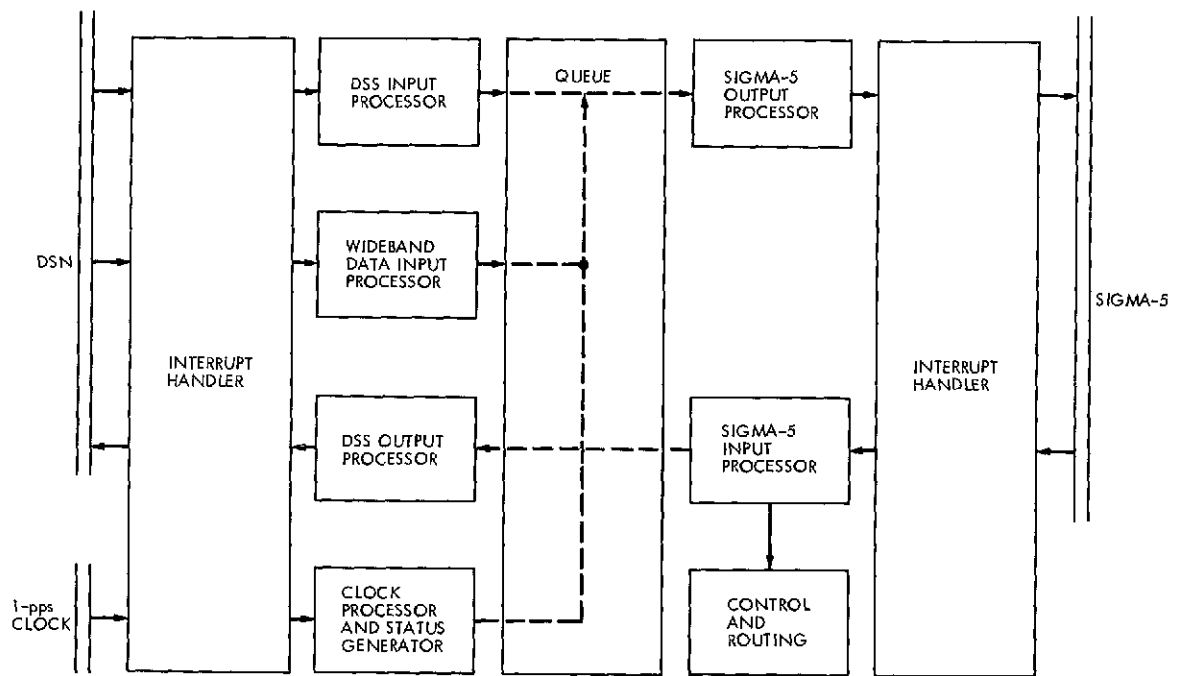 DSS INPUT
PROCESSOR
QUEUE
SIGMA-5
OUTPUT
PROCESSOR
DSN
WIDEBAND
DATA INPUT
PROCESSOR
SIGMA-5
INTERRUPT
HANDLER
INTERRUPT
HANDLER
DSS OUTPUT
PROCESSOR
SIGMA-5
INPUT
PROCESSOR
1-pps
CLOCK
CLOCK
PROCESSOR
AND STATUS
GENERATOR
CONTROL
AND
ROUTING